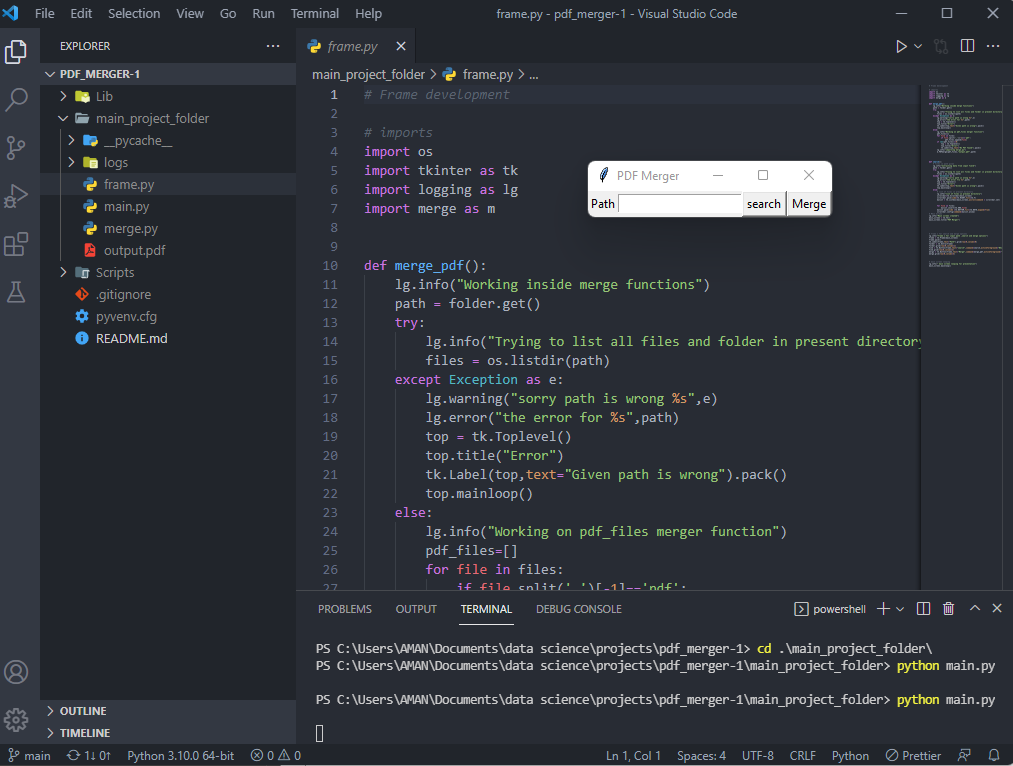 File Edit Selection View Go Run Terminal Help frame.py - pdf_merger-1 - Visual Studio Code
EXPLORER
PDF_MERGER-1
Lib
main_project_folder
__pycache__
logs
frame.py
main.py
merge.py
output.pdf
Scripts
.gitignore
pyvenv.cfg
README.md
OUTLINE
TIMELINE
frame.py
main_project_folder > frame.py > ...
1 # Frame development
2
3 # imports
4 import os
5 import tkinter as tk
6 import logging as lg
7 import merge as m
8
9
10 def merge_pdf():
11 lg.info("Working inside merge functions")
12 path = folder.get()
13 try:
14 lg.info("Trying to list all files and folder in present directory
15 files = os.listdir(path)
16 except Exception as e:
17 lg.warning("sorry path is wrong %s",e)
18 lg.error("the error for %s",path)
19 top = tk.Toplevel()
20 top.title("Error")
21 tk.Label(top,text="Given path is wrong").pack()
22 top.mainloop()
23 else:
24 lg.info("Working on pdf_files merger function")
25 pdf_files=[]
26 for file in files:
27 if file.split('.')[-1]=='pdf':
PDF Merger
Path search Merge
PROBLEMS OUTPUT TERMINAL DEBUG CONSOLE powershell
PS C:\Users\AMAN\Documents\data science\projects\pdf_merger-1> cd .\main_project_folder\
PS C:\Users\AMAN\Documents\data science\projects\pdf_merger-1\main_project_folder> python main.py
PS C:\Users\AMAN\Documents\data science\projects\pdf_merger-1\main_project_folder> python main.py
main 1↓ 0↑ Python 3.10.0 64-bit 0 0 Ln 1, Col 1 Spaces: 4 UTF-8 CRLF Python Prettier